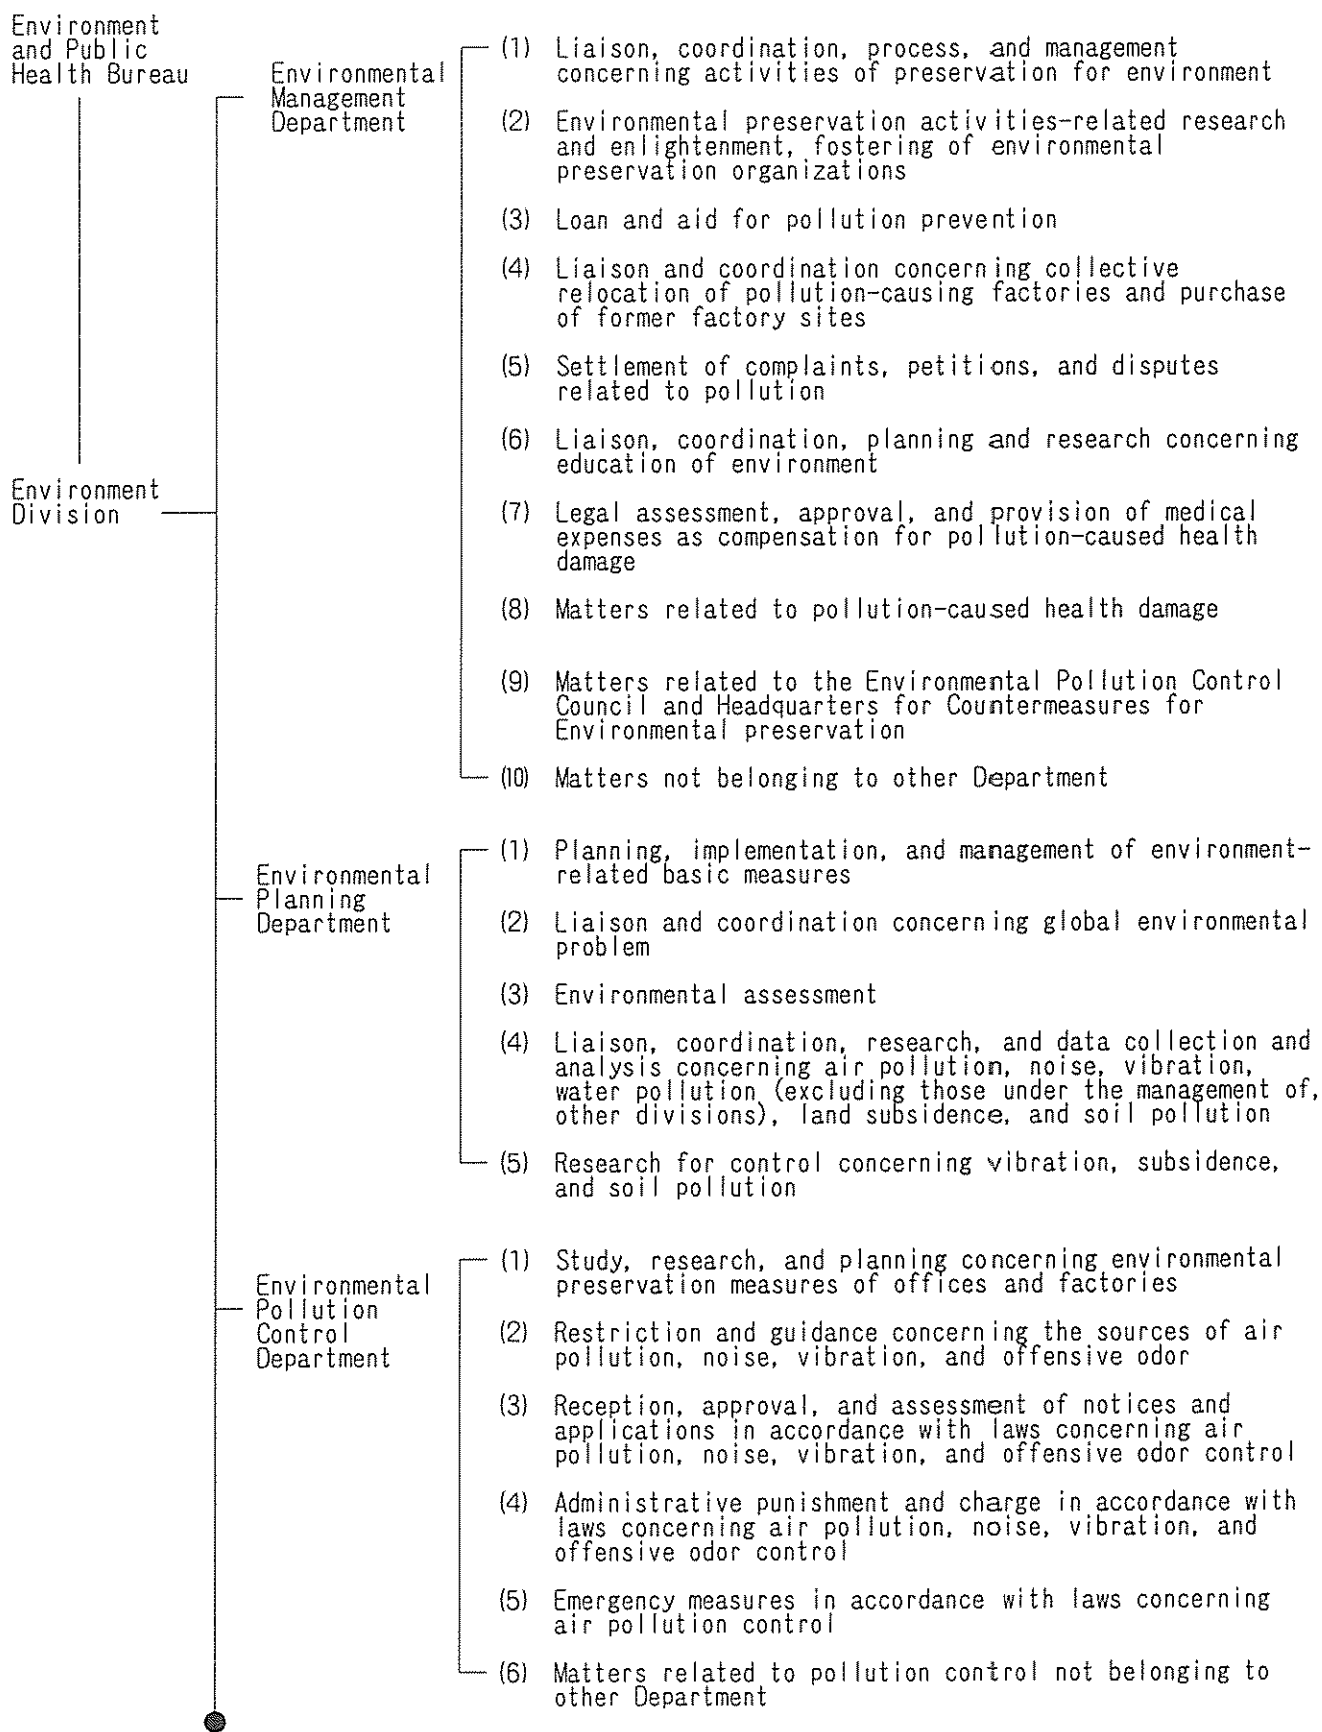 Environment
and Public
Health Bureau
Environmental
Management
Department
(1) Liaison, coordination, process, and management
concerning activities of preservation for environment
(2) Environmental preservation activities-related research
and enlightenment, fostering of environmental
preservation organizations
(3) Loan and aid for pollution prevention
(4) Liaison and coordination concerning collective
relocation of pollution-causing factories and purchase
of former factory sites
(5) Settlement of complaints, petitions, and disputes
related to pollution
(6) Liaison, coordination, planning and research concerning
education of environment
Environment
Division
(7) Legal assessment, approval, and provision of medical
expenses as compensation for pollution-caused health
damage
(8) Matters related to pollution-caused health damage
(9) Matters related to the Environmental Pollution Control
Council and Headquarters for Countermeasures for
Environmental preservation
(10) Matters not belonging to other Department
Environmental
Planning
Department
(1) Planning, implementation, and management of environment-
related basic measures
(2) Liaison and coordination concerning global environmental
problem
(3) Environmental assessment
(4) Liaison, coordination, research, and data collection and
analysis concerning air pollution, noise, vibration,
water pollution (excluding those under the management of,
other divisions), land subsidence, and soil pollution
(5) Research for control concerning vibration, subsidence,
and soil pollution
Environmental
Pollution
Control
Department
(1) Study, research, and planning concerning environmental
preservation measures of offices and factories
(2) Restriction and guidance concerning the sources of air
pollution, noise, vibration, and offensive odor
(3) Reception, approval, and assessment of notices and
applications in accordance with laws concerning air
pollution, noise, vibration, and offensive odor control
(4) Administrative punishment and charge in accordance with
laws concerning air pollution, noise, vibration, and
offensive odor control
(5) Emergency measures in accordance with laws concerning
air pollution control
(6) Matters related to pollution control not belonging to
other Department